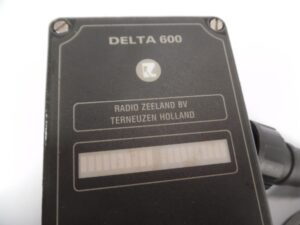 DELTA 600
R
RADIO ZEELAND BV
TERNEUZEN HOLLAND